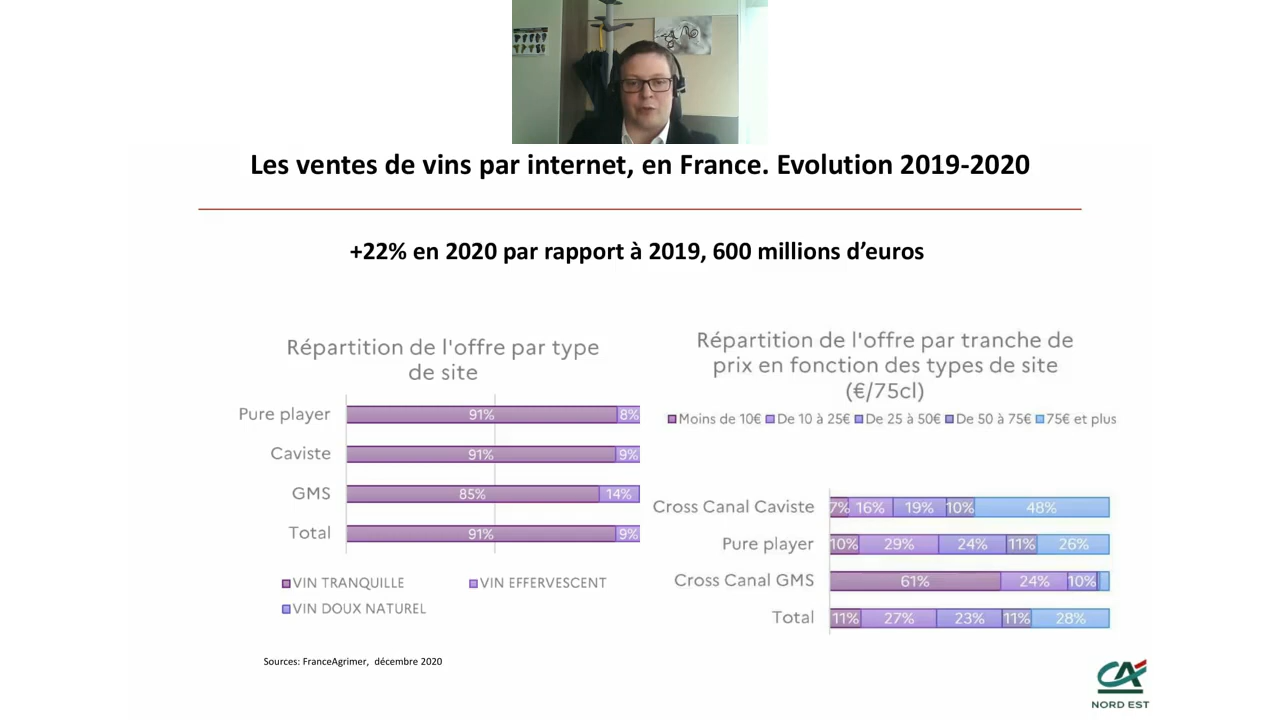 Les ventes de vins par internet, en France. Evolution 2019-2020
+22% en 2020 par rapport à 2019, 600 millions d’euros
Répartition de l'offre par type
de site
Pure player 91% 8%
Caviste 91% 9%
GMS 85% 14%
Total 91% 9%
VIN TRANQUILLE VIN EFFERVESCENT
VIN DOUX NATUREL
Répartition de l'offre par tranche de
prix en fonction des types de site
(€/75cl)
Moins de 10€ De 10 à 25€ De 25 à 50€ De 50 à 75€ 75€ et plus
Cross Canal Caviste 7% 16% 19% 10% 48%
Pure player 10% 29% 24% 11% 26%
Cross Canal GMS 61% 24% 10%
Total 11% 27% 23% 11% 28%
Sources: FranceAgrimer, décembre 2020
CA
NORD EST